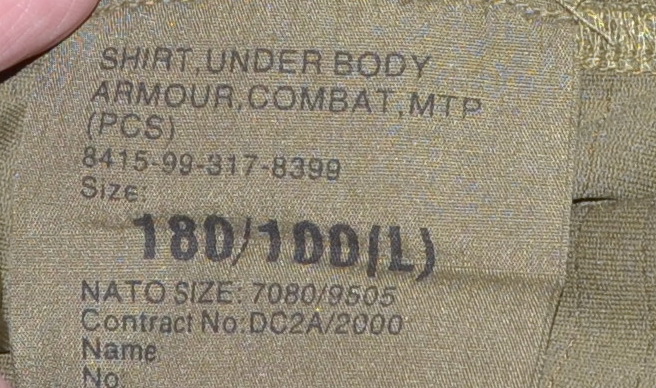 SHIRT,UNDER BODY
ARMOUR,COMBAT,MTP
(PCS)
8415-99-317-8399
Size:
180/100(L)
NATO SIZE: 7080/9505
Contract No:DC2A/2000
Name
No.